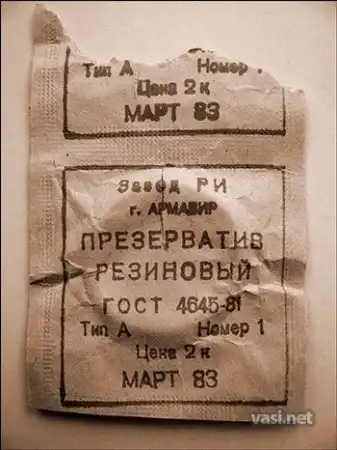 Тип А Номер 1
Цена 2 к
МАРТ 83
Завод РИ
г. АРМАВИР
ПРЕЗЕРВАТИВ
РЕЗИНОВЫЙ
ГОСТ 4645-81
Тип А Номер 1
Цена 2 к
МАРТ 83
vasi.net